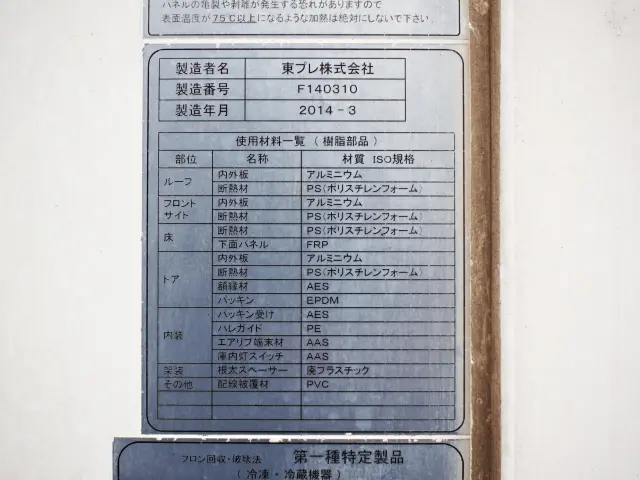 パネルの亀裂や剥離が発生する恐れがありますので
表面温度が75℃以上になるような加熱は絶対にしないで下さい.
製造者名 東プレ株式会社
製造番号 F140310
製造年月 2014-3
使用材料一覧(樹脂部品)
部位 名称 材質 ISO規格
ルーフ 内外板 アルミニウム
断熱材 PS(ポリスチレンフォーム)
フロント 内外板 アルミニウム
サイド 断熱材 PS(ポリスチレンフォーム)
床 断熱材 PS(ポリスチレンフォーム)
下面パネル FRP
ドア 内外板 アルミニウム
断熱材 PS(ポリスチレンフォーム)
額縁材 AES
パッキン EPDM
内装 パッキン受け AES
ハレガイド PE
エアリブ端末材 AAS
庫内灯スイッチ AAS
架装 根太スペーサー 廃プラスチック
その他 配線被覆材 PVC
フロン回収・破壊法 第一種特定製品
(冷凍・冷蔵機器)